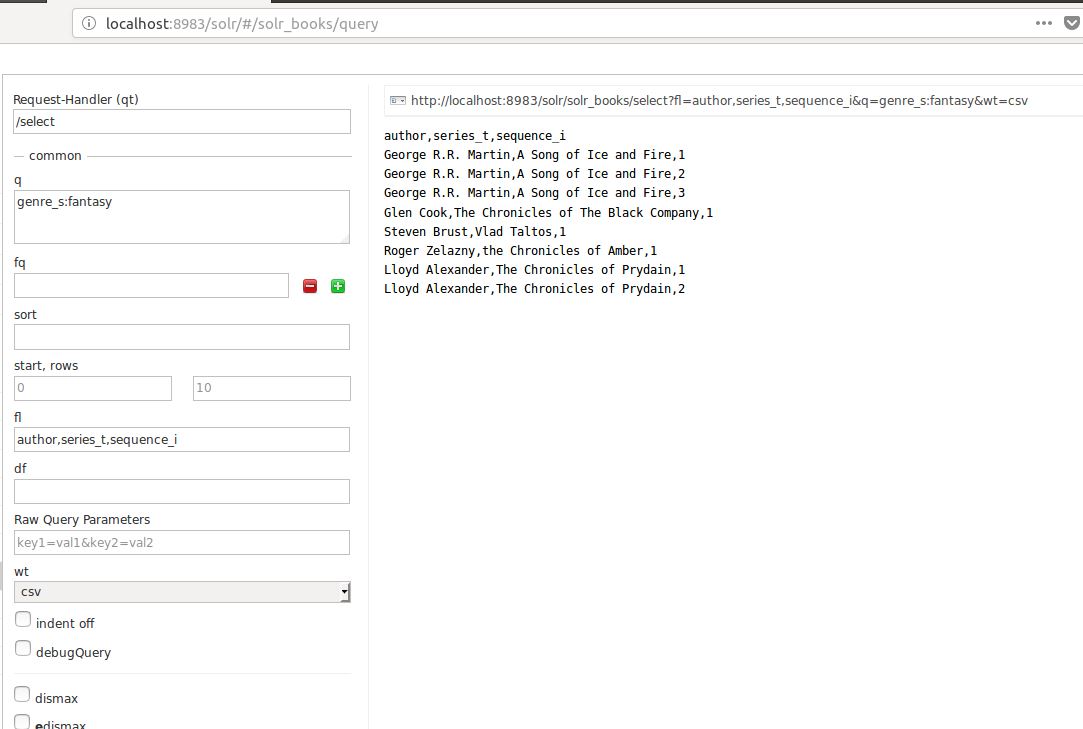 localhost:8983/solr/#/solr_books/query
Request-Handler (qt)
/select
common
q
genre_s:fantasy
fq
sort
start, rows
0 10
fl
author,series_t,sequence_i
df
Raw Query Parameters
key1=val1&key2=val2
wt
csv
indent off
debugQuery
dismax
edismax
http://localhost:8983/solr/solr_books/select?fl=author,series_t,sequence_i&q=genre_s:fantasy&wt=csv
author,series_t,sequence_i
George R.R. Martin,A Song of Ice and Fire,1
George R.R. Martin,A Song of Ice and Fire,2
George R.R. Martin,A Song of Ice and Fire,3
Glen Cook,The Chronicles of The Black Company,1
Steven Brust,Vlad Taltos,1
Roger Zelazny,the Chronicles of Amber,1
Lloyd Alexander,The Chronicles of Prydain,1
Lloyd Alexander,The Chronicles of Prydain,2